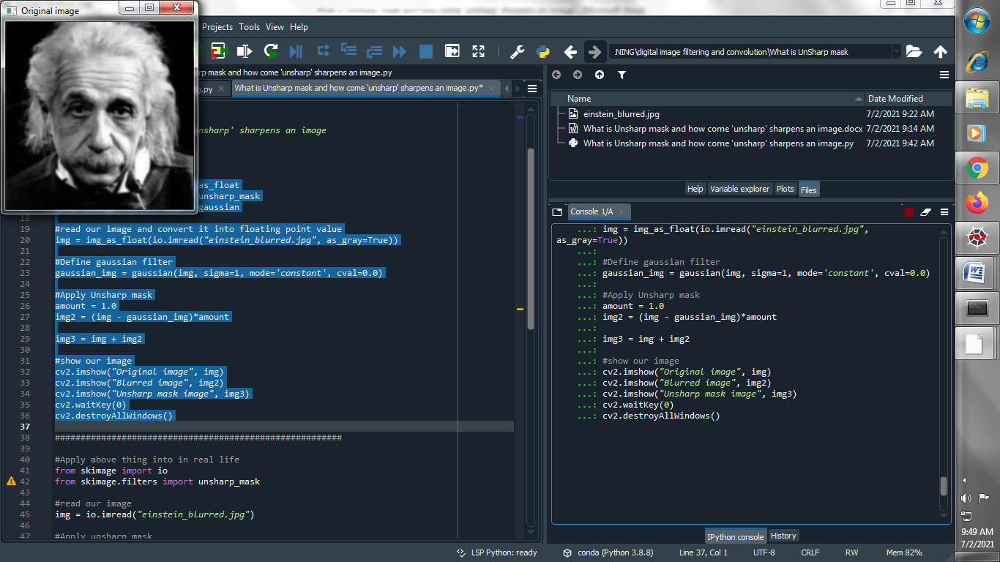 Original image
Projects Tools View Help
.NING\digital image filtering and convolution\What is UnSharp mask
rp mask and how come 'unsharp' sharpens an image.py
g.py
What is Unsharp mask and how come 'unsharp' sharpens an image.py*
nsharp' sharpens an image
as_float
unsharp_mask
gaussian
18
19 #read our image and convert it into floating point value
20 img = img_as_float(io.imread("einstein_blurred.jpg", as_gray=True))
21
22 #Define gaussian filter
23 gaussian_img = gaussian(img, sigma=1, mode='constant', cval=0.0)
24
25 #Apply Unsharp mask
26 amount = 1.0
27 img2 = (img - gaussian_img)*amount
28
29 img3 = img + img2
30
31 #show our image
32 cv2.imshow("Original image", img)
33 cv2.imshow("Blurred image", img2)
34 cv2.imshow("Unsharp mask image", img3)
35 cv2.waitKey(0)
36 cv2.destroyAllWindows()
37
38 ########################################################
39
40 #Apply above thing into in real life
41 from skimage import io
42 from skimage.filters import unsharp_mask
43
44 #read our image
45 img = io.imread("einstein_blurred.jpg")
46
47 #Apply unsharp mask
Name Date Modified
einstein_blurred.jpg 7/2/2021 9:22 AM
What is Unsharp mask and how come 'unsharp' sharpens an image.docx 7/2/2021 9:14 AM
What is Unsharp mask and how come 'unsharp' sharpens an image.py 7/2/2021 9:42 AM
Help Variable explorer Plots Files
Console 1/A
...: img = img_as_float(io.imread("einstein_blurred.jpg",
as_gray=True))
...:
...: #Define gaussian filter
...: gaussian_img = gaussian(img, sigma=1, mode='constant', cval=0.0)
...:
...: #Apply Unsharp mask
...: amount = 1.0
...: img2 = (img - gaussian_img)*amount
...:
...: img3 = img + img2
...:
...: #show our image
...: cv2.imshow("Original image", img)
...: cv2.imshow("Blurred image", img2)
...: cv2.imshow("Unsharp mask image", img3)
...: cv2.waitKey(0)
...: cv2.destroyAllWindows()
IPython console History
LSP Python: ready conda (Python 3.8.8) Line 37, Col 1 UTF-8 CRLF RW Mem 82%
9:49 AM
7/2/2021